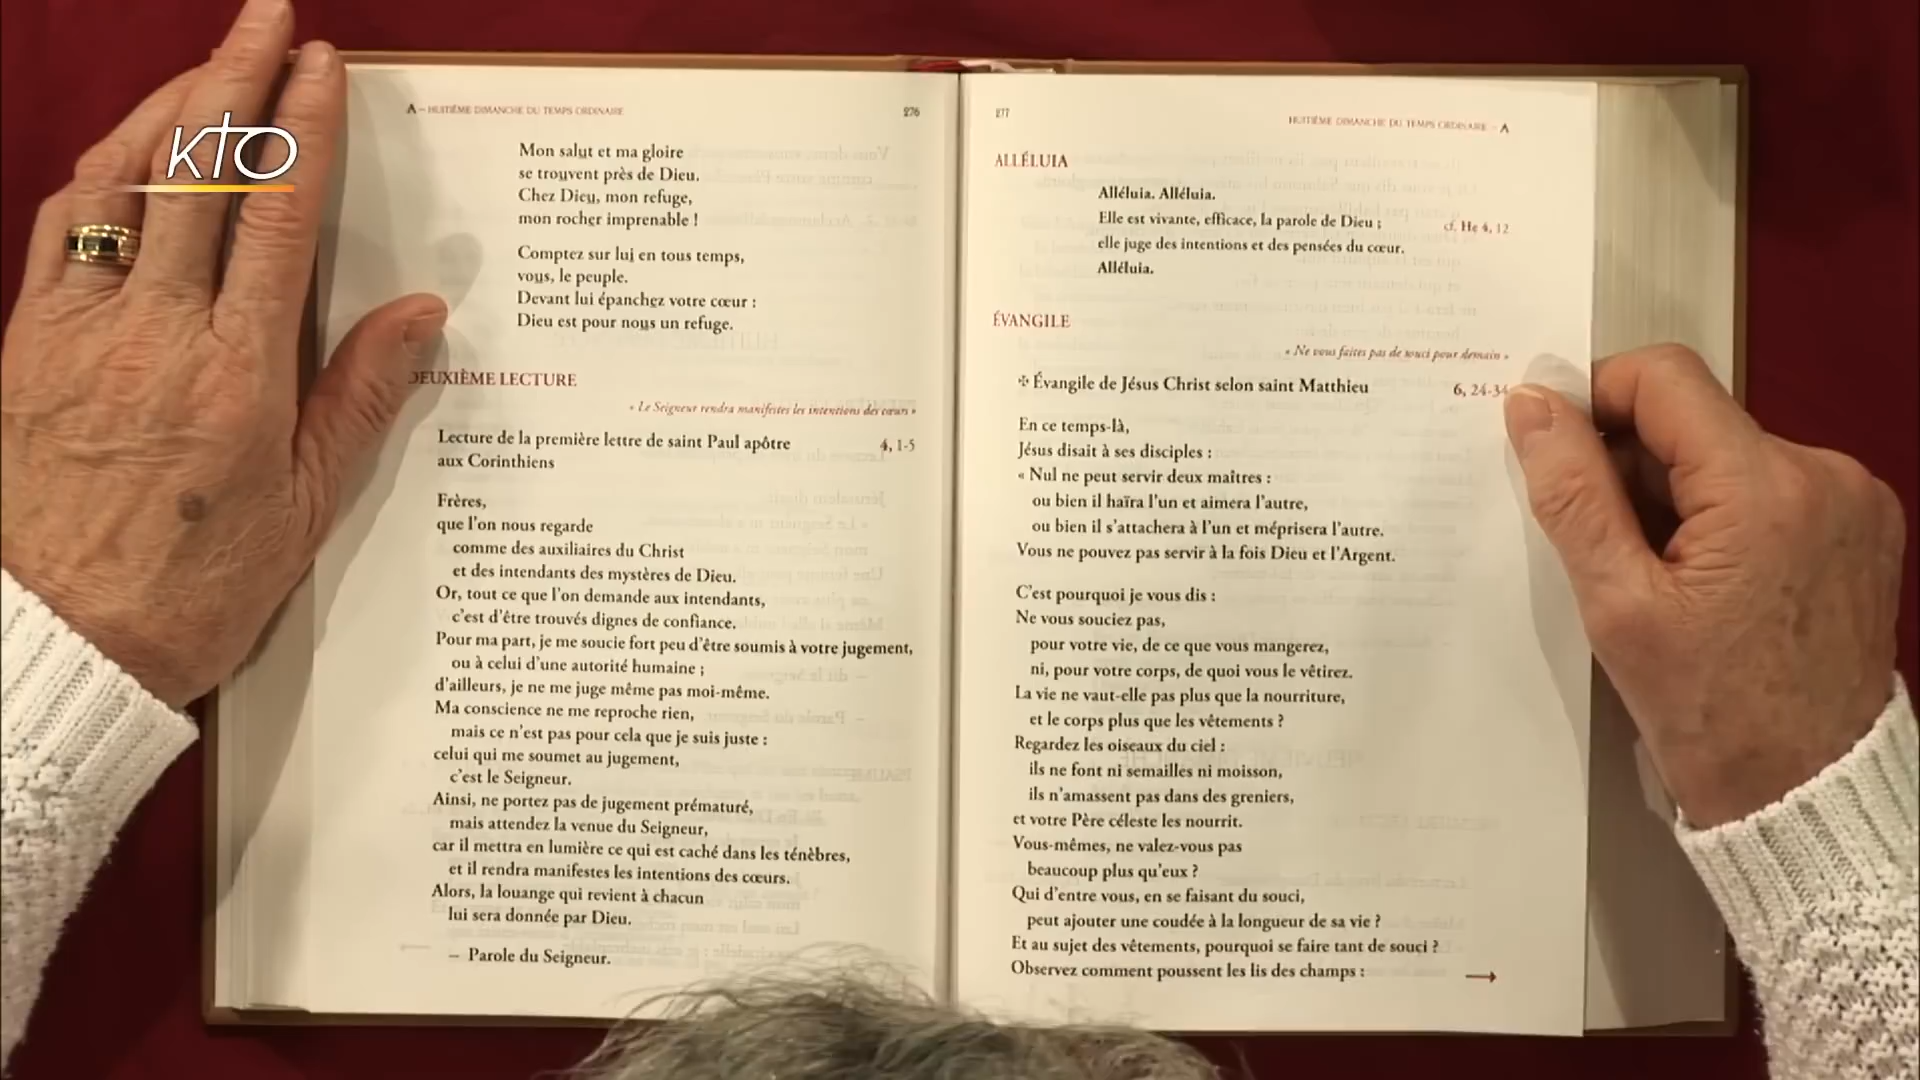 kto
A – HUITIÈME DIMANCHE DU TEMPS ORDINAIRE
276
Mon salut et ma gloire
se trouvent près de Dieu.
Chez Dieu, mon refuge,
mon rocher imprenable !
Comptez sur lui en tous temps,
vous, le peuple.
Devant lui épanchez votre cœur :
Dieu est pour nous un refuge.
DEUXIÈME LECTURE
« Le Seigneur rendra manifestes les intentions des cœurs »
Lecture de la première lettre de saint Paul apôtre
4, 1-5
aux Corinthiens
Frères,
que l'on nous regarde
comme des auxiliaires du Christ
et des intendants des mystères de Dieu.
Or, tout ce que l'on demande aux intendants,
c'est d'être trouvés dignes de confiance.
Pour ma part, je me soucie fort peu d'être soumis à votre jugement,
ou à celui d'une autorité humaine ;
d'ailleurs, je ne me juge même pas moi-même.
Ma conscience ne me reproche rien,
mais ce n'est pas pour cela que je suis juste :
celui qui me soumet au jugement,
c'est le Seigneur.
Ainsi, ne portez pas de jugement prématuré,
mais attendez la venue du Seigneur,
car il mettra en lumière ce qui est caché dans les ténèbres,
et il rendra manifestes les intentions des cœurs.
Alors, la louange qui revient à chacun
lui sera donnée par Dieu.
– Parole du Seigneur.
277
HUITIÈME DIMANCHE DU TEMPS ORDINAIRE – A
ALLÉLUIA
Alléluia. Alléluia.
Elle est vivante, efficace, la parole de Dieu ;
cf. He 4, 12
elle juge des intentions et des pensées du cœur.
Alléluia.
ÉVANGILE
« Ne vous faites pas de souci pour demain »
✢ Évangile de Jésus Christ selon saint Matthieu
6, 24-34
En ce temps-là,
Jésus disait à ses disciples :
« Nul ne peut servir deux maîtres :
ou bien il haïra l'un et aimera l'autre,
ou bien il s'attachera à l'un et méprisera l'autre.
Vous ne pouvez pas servir à la fois Dieu et l'Argent.
C'est pourquoi je vous dis :
Ne vous souciez pas,
pour votre vie, de ce que vous mangerez,
ni, pour votre corps, de quoi vous le vêtirez.
La vie ne vaut-elle pas plus que la nourriture,
et le corps plus que les vêtements ?
Regardez les oiseaux du ciel :
ils ne font ni semailles ni moisson,
ils n'amassent pas dans des greniers,
et votre Père céleste les nourrit.
Vous-mêmes, ne valez-vous pas
beaucoup plus qu'eux ?
Qui d'entre vous, en se faisant du souci,
peut ajouter une coudée à la longueur de sa vie ?
Et au sujet des vêtements, pourquoi se faire tant de souci ?
Observez comment poussent les lis des champs :
→